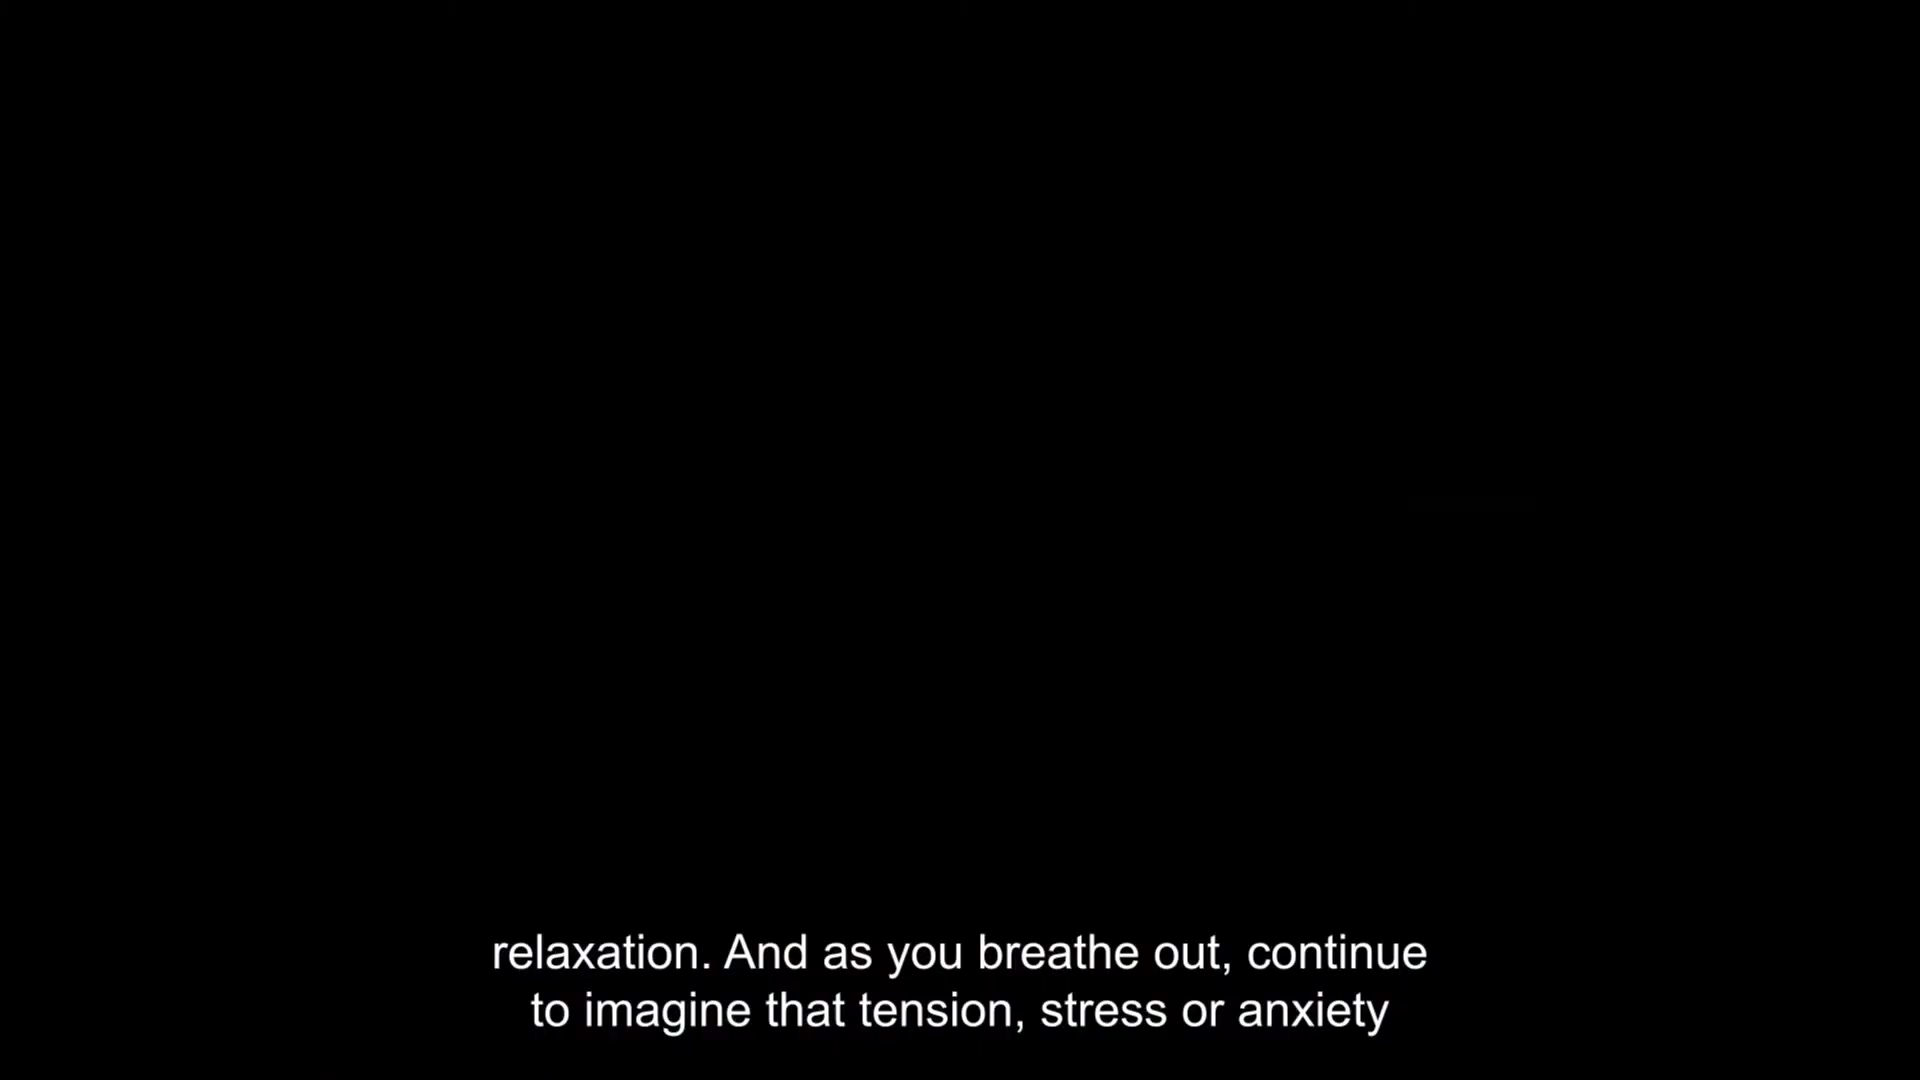 relaxation. And as you breathe out, continue
to imagine that tension, stress or anxiety